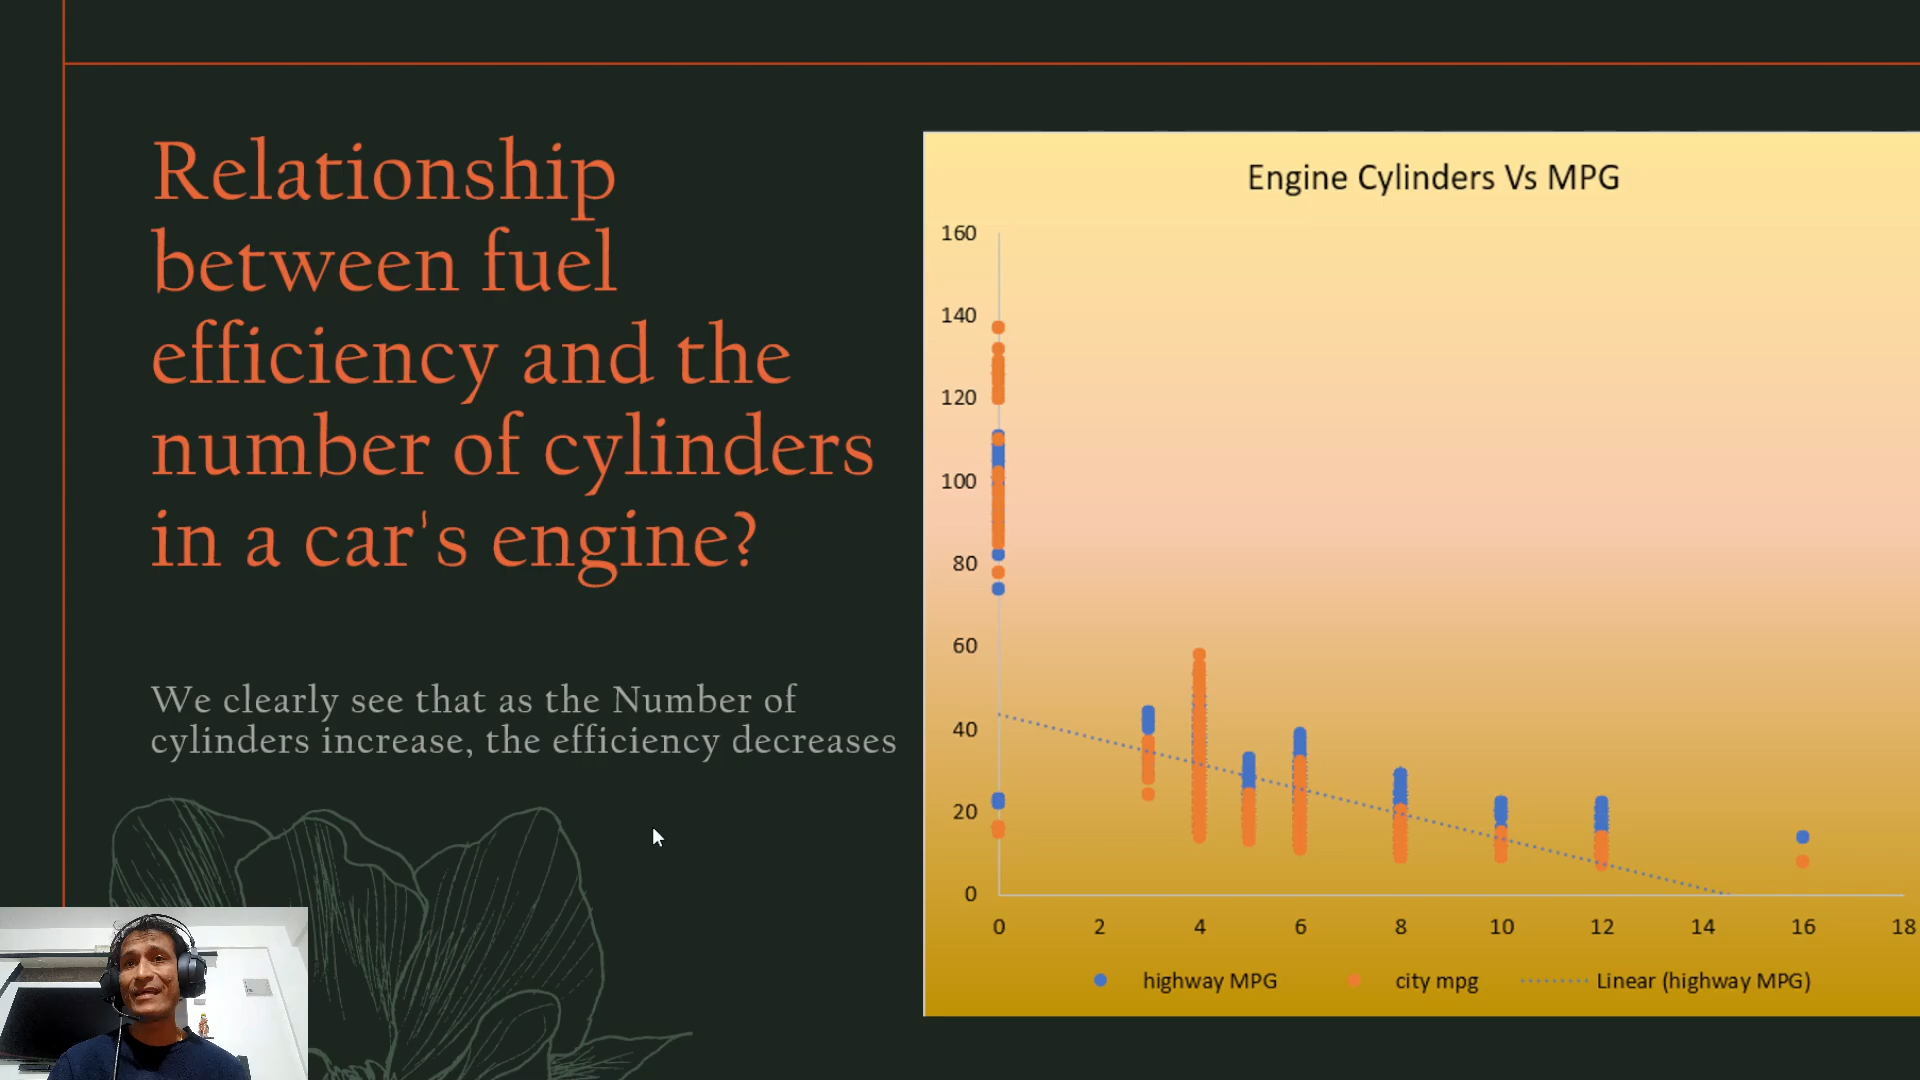 Relationship
between fuel
efficiency and the
number of cylinders
in a car's engine?
We clearly see that as the Number of
cylinders increase, the efficiency decreases
Engine Cylinders Vs MPG
160
140
120
100
80
60
40
20
0
0 2 4 6 8 10 12 14 16 18
highway MPG city mpg Linear (highway MPG)